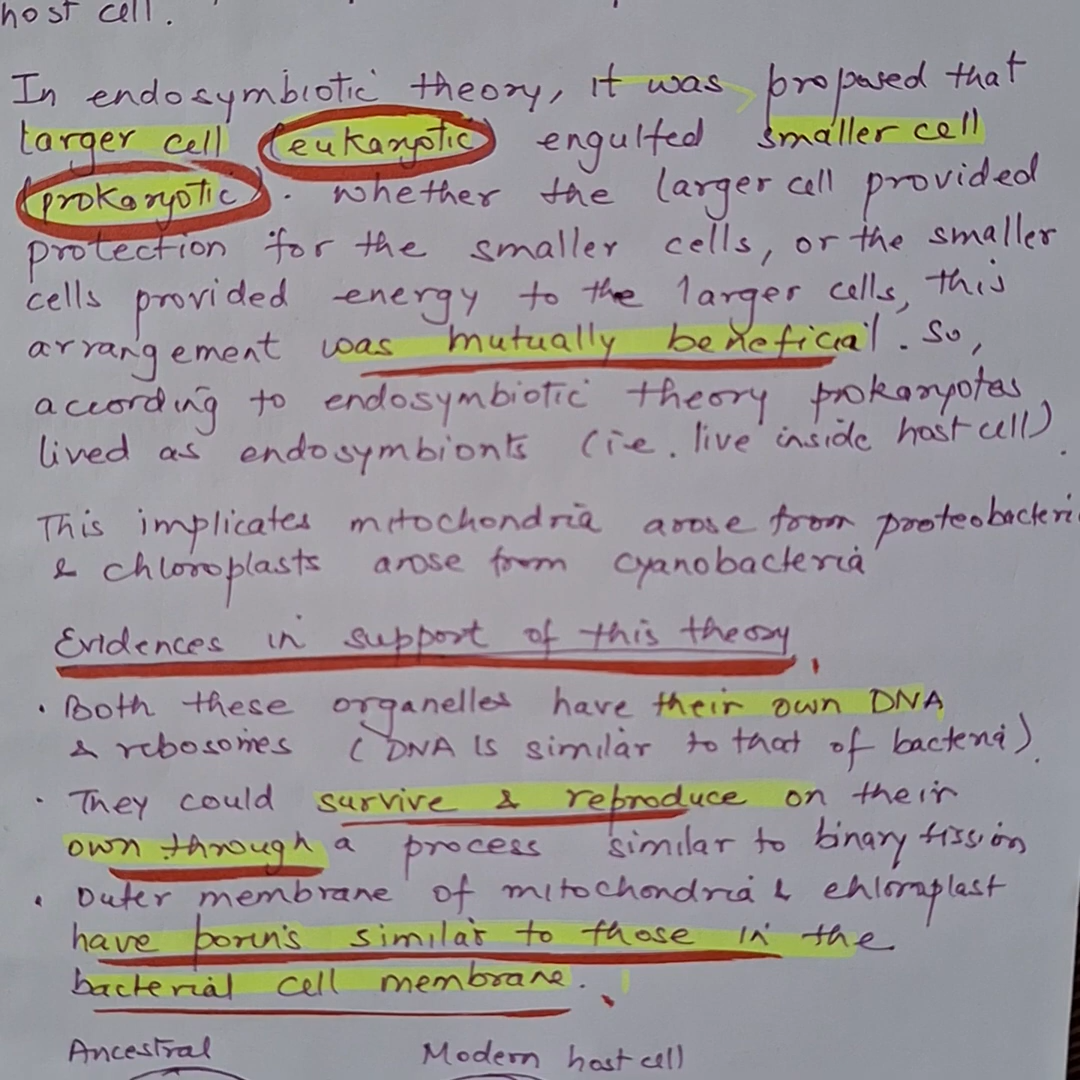 host cell.
In endosymbiotic theory, it was proposed that
larger cell (eukaryotic) engulfed smaller cell
(prokaryotic). whether the larger cell provided
protection for the smaller cells, or the smaller
cells provided energy to the larger cells, this
arrangement was mutually beneficial. So,
according to endosymbiotic theory prokaryotes
lived as endosymbionts (i.e. live inside host cell).
This implicates mitochondria arose from proteobacteri
& chloroplasts arose from cyanobacteria
Evidences in support of this theory
• Both these organelles have their own DNA
& ribosomes (DNA is similar to that of bacteria).
• They could survive & reproduce on their
own through a process similar to binary fission
• Outer membrane of mitochondria & chloroplast
have porins similar to those in the
bacterial cell membrane.
Ancestral Modern host cell